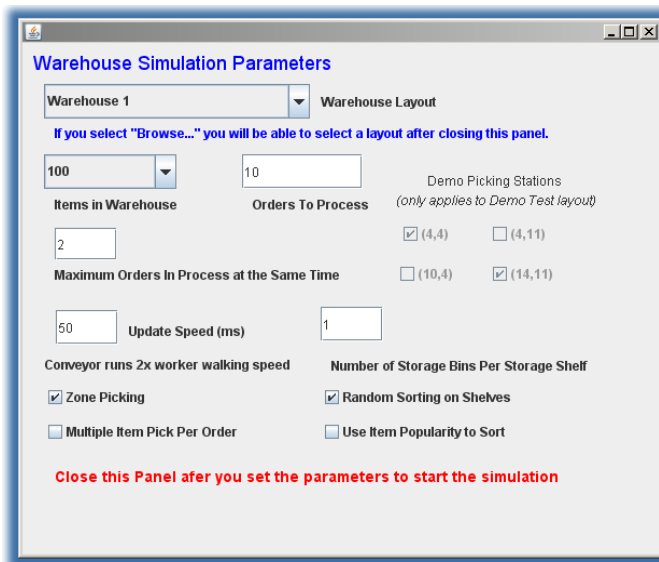 Warehouse Simulation Parameters
Warehouse 1
Warehouse Layout
If you select "Browse..." you will be able to select a layout after closing this panel.
100
10
Items in Warehouse
Orders To Process
Demo Picking Stations
(only applies to Demo Test layout)
2
(4,4)
(4,11)
Maximum Orders In Process at the Same Time
(10,4)
(14,11)
50
Update Speed (ms)
1
Conveyor runs 2x worker walking speed
Number of Storage Bins Per Storage Shelf
Zone Picking
Random Sorting on Shelves
Multiple Item Pick Per Order
Use Item Popularity to Sort
Close this Panel afer you set the parameters to start the simulation